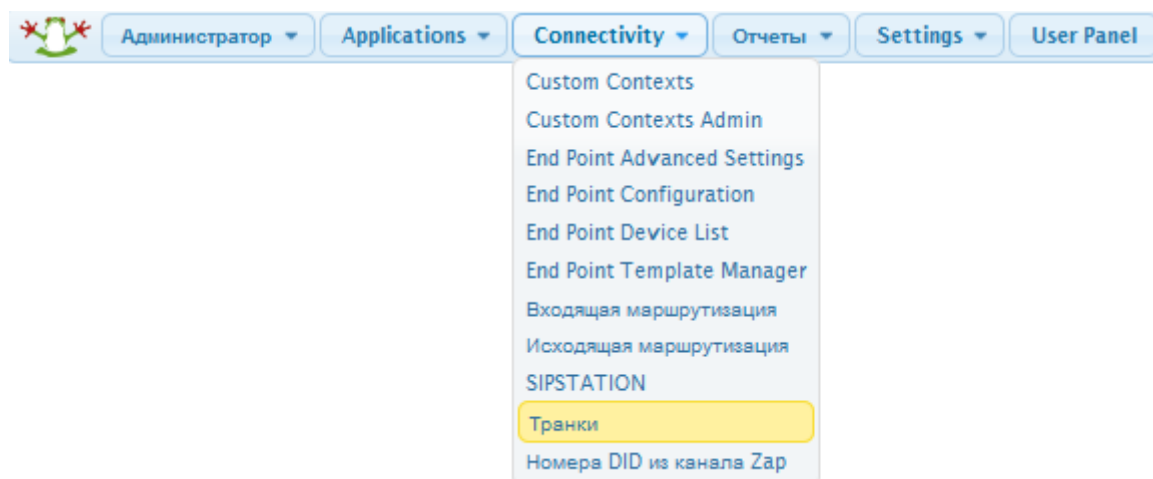 Администратор Applications Connectivity Отчеты Settings User Panel
Custom Contexts
Custom Contexts Admin
End Point Advanced Settings
End Point Configuration
End Point Device List
End Point Template Manager
Входящая маршрутизация
Исходящая маршрутизация
SIPSTATION
Транки
Номера DID из канала Zap